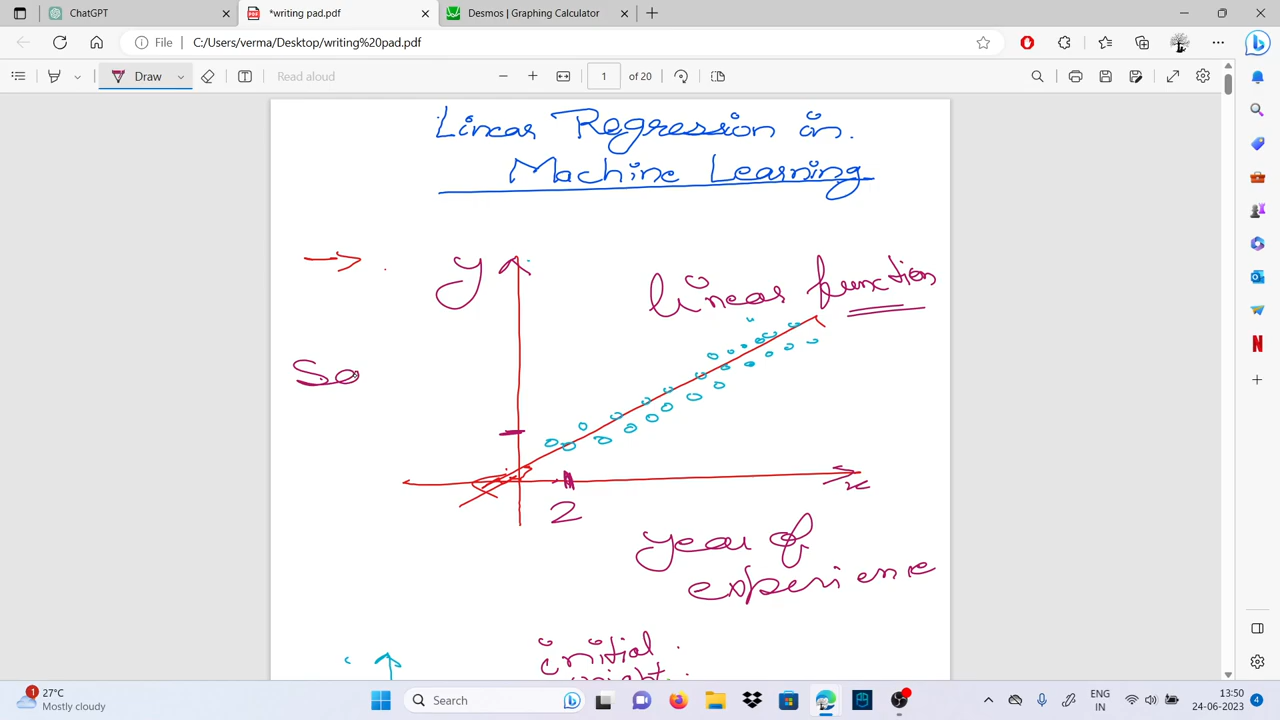 ChatGPT
*writing pad.pdf
Desmos | Graphing Calculator
File
C:/Users/verma/Desktop/writing%20pad.pdf
Draw
Read aloud
1
of 20
Linear Regression in
Machine Learning
y
linear function
Sa
x
2
year of
experience
initial
27°C
Mostly cloudy
Search
ENG
IN
13:50
24-06-2023